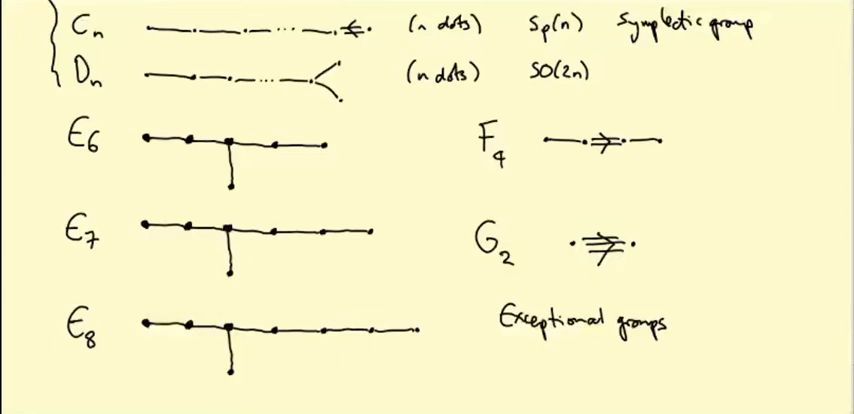 Cn (n dots) Sp(n) Symplectic group
Dn (n dots) SO(2n)
E6 F4
E7 G2
E8 Exceptional groups